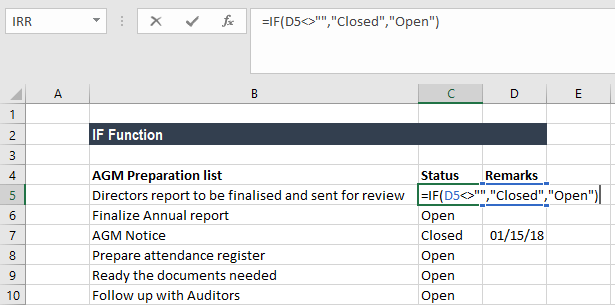 IRR fx =IF(D5<>"","Closed","Open")
A B C D E
1
2 IF Function
3
4 AGM Preparation list Status Remarks
5 Directors report to be finalised and sent for review =IF(D5<>"","Closed","Open")
6 Finalize Annual report Open
7 AGM Notice Closed 01/15/18
8 Prepare attendance register Open
9 Ready the documents needed Open
10 Follow up with Auditors Open